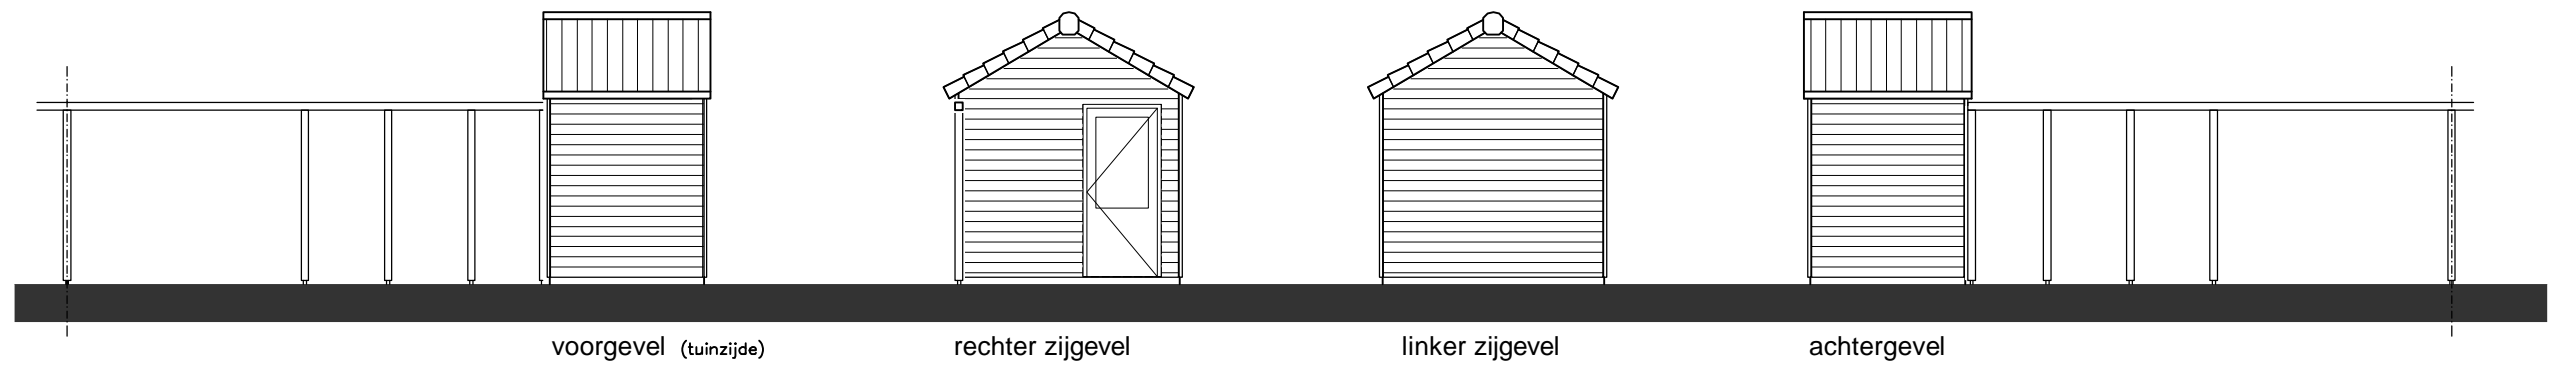 voorgevel (tuinzijde)
rechter zijgevel
linker zijgevel
achtergevel